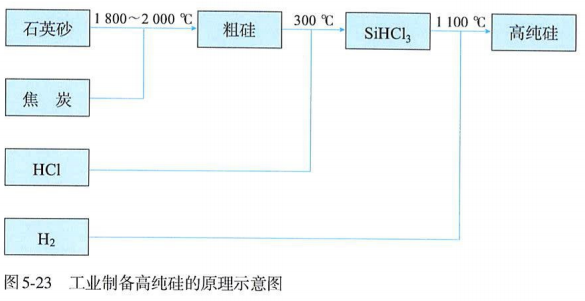 石英砂
1 800～2 000 ℃
粗硅
300 ℃
SiHCl₃
1 100 ℃
高纯硅
焦 炭
HCl
H₂
图5-23 工业制备高纯硅的原理示意图